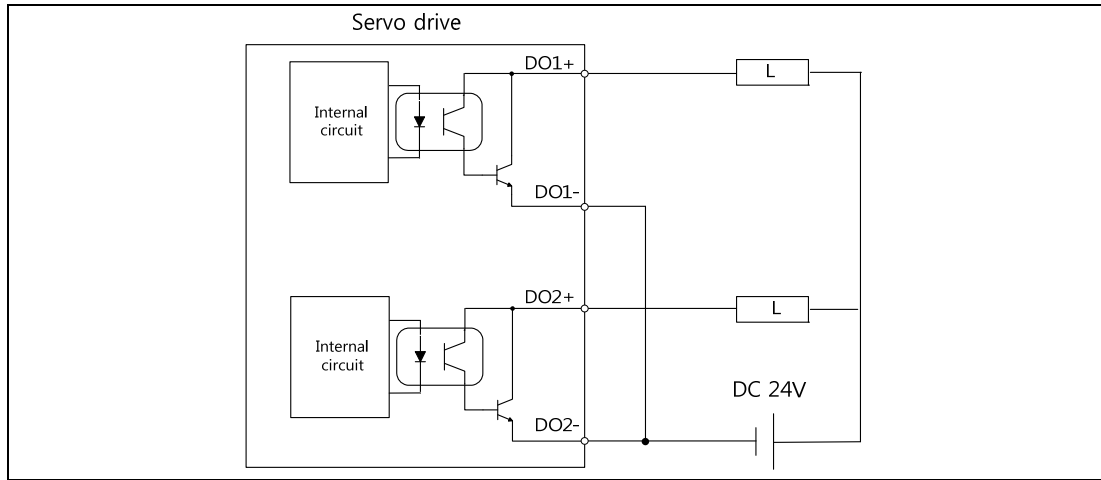 Servo drive
DO1+
L
Internal
circuit
DO1-
DO2+
L
Internal
circuit
DC 24V
DO2-